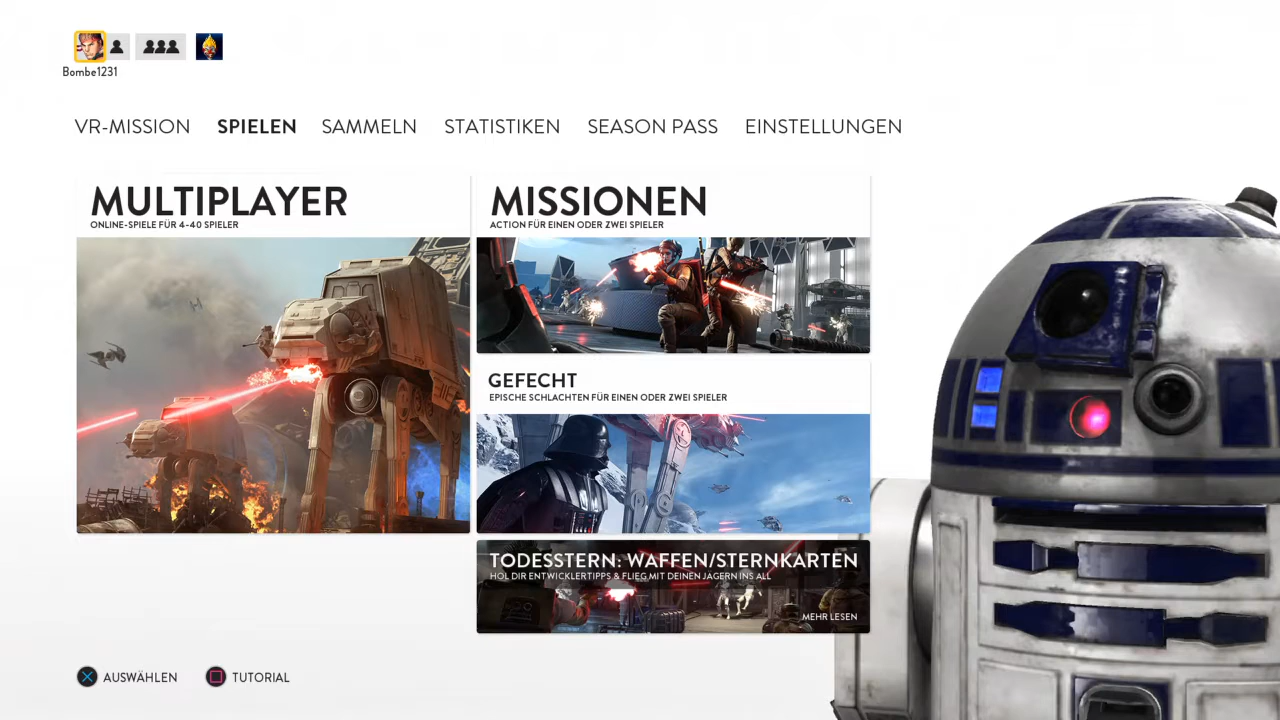 Bombe1231
VR-MISSION SPIELEN SAMMELN STATISTIKEN SEASON PASS EINSTELLUNGEN
MULTIPLAYER
ONLINE-SPIELE FÜR 4-40 SPIELER
MISSIONEN
ACTION FÜR EINEN ODER ZWEI SPIELER
GEFECHT
EPISCHE SCHLACHTEN FÜR EINEN ODER ZWEI SPIELER
TODESSTERN: WAFFEN/STERNKARTEN
HOL DIR ENTWICKLERTIPPS & FLIEG MIT DEINEN JÄGERN INS ALL
MEHR LESEN
AUSWÄHLEN TUTORIAL